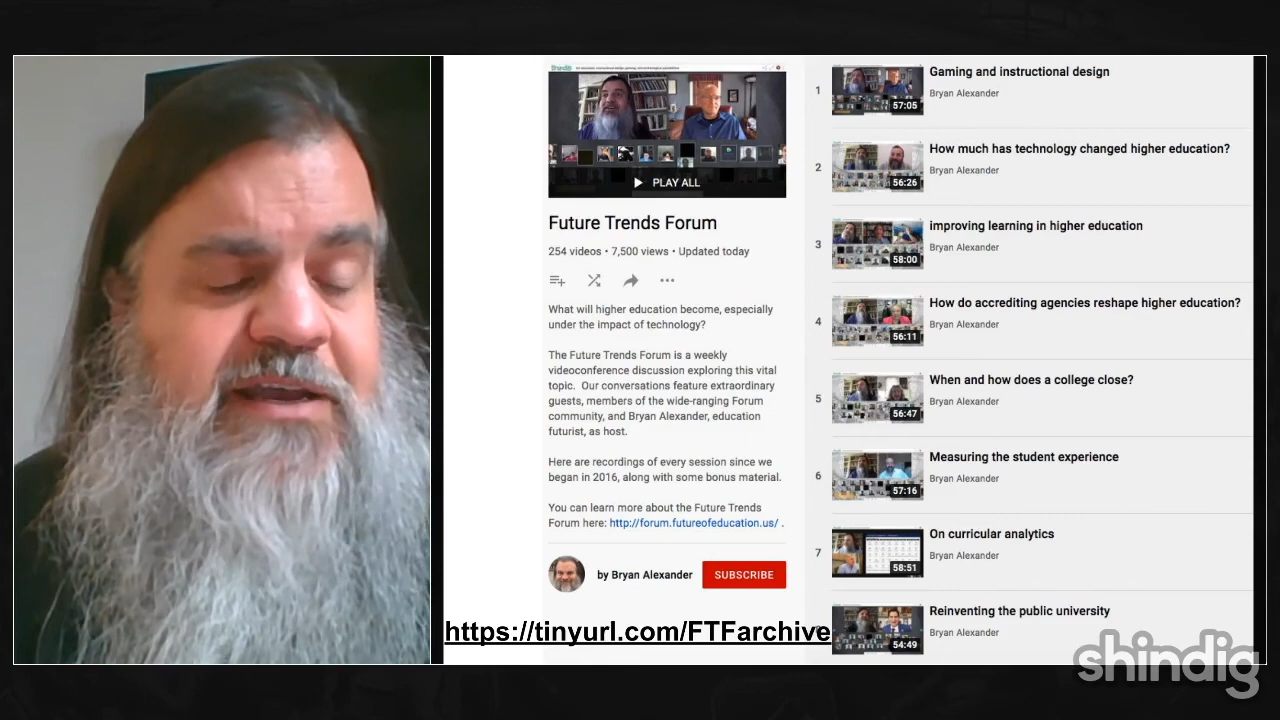 PLAY ALL
Future Trends Forum
254 videos • 7,500 views • Updated today
What will higher education become, especially
under the impact of technology?
The Future Trends Forum is a weekly
videoconference discussion exploring this vital
topic. Our conversations feature extraordinary
guests, members of the wide-ranging Forum
community, and Bryan Alexander, education
futurist, as host.
Here are recordings of every session since we
began in 2016, along with some bonus material.
You can learn more about the Future Trends
Forum here: http://forum.futureofeducation.us/ .
by Bryan Alexander
SUBSCRIBE
https://tinyurl.com/FTFarchive
1
57:05
Gaming and instructional design
Bryan Alexander
2
56:26
How much has technology changed higher education?
Bryan Alexander
3
58:00
improving learning in higher education
Bryan Alexander
4
56:11
How do accrediting agencies reshape higher education?
Bryan Alexander
5
56:47
When and how does a college close?
Bryan Alexander
6
57:16
Measuring the student experience
Bryan Alexander
7
58:51
On curricular analytics
Bryan Alexander
54:49
Reinventing the public university
Bryan Alexander
shindig